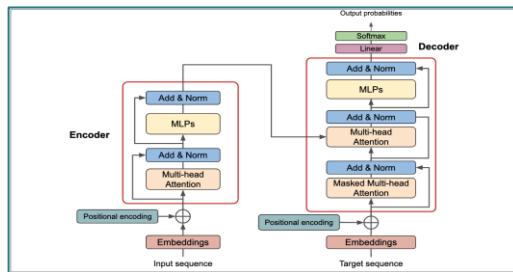 Output probabilities
Softmax
Linear
Decoder
Add & Norm
MLPs
Add & Norm
Multi-head
Attention
Add & Norm
Masked Multi-head
Attention
Positional encoding
Embeddings
Target sequence
Encoder
Add & Norm
MLPs
Add & Norm
Multi-head
Attention
Positional encoding
Embeddings
Input sequence